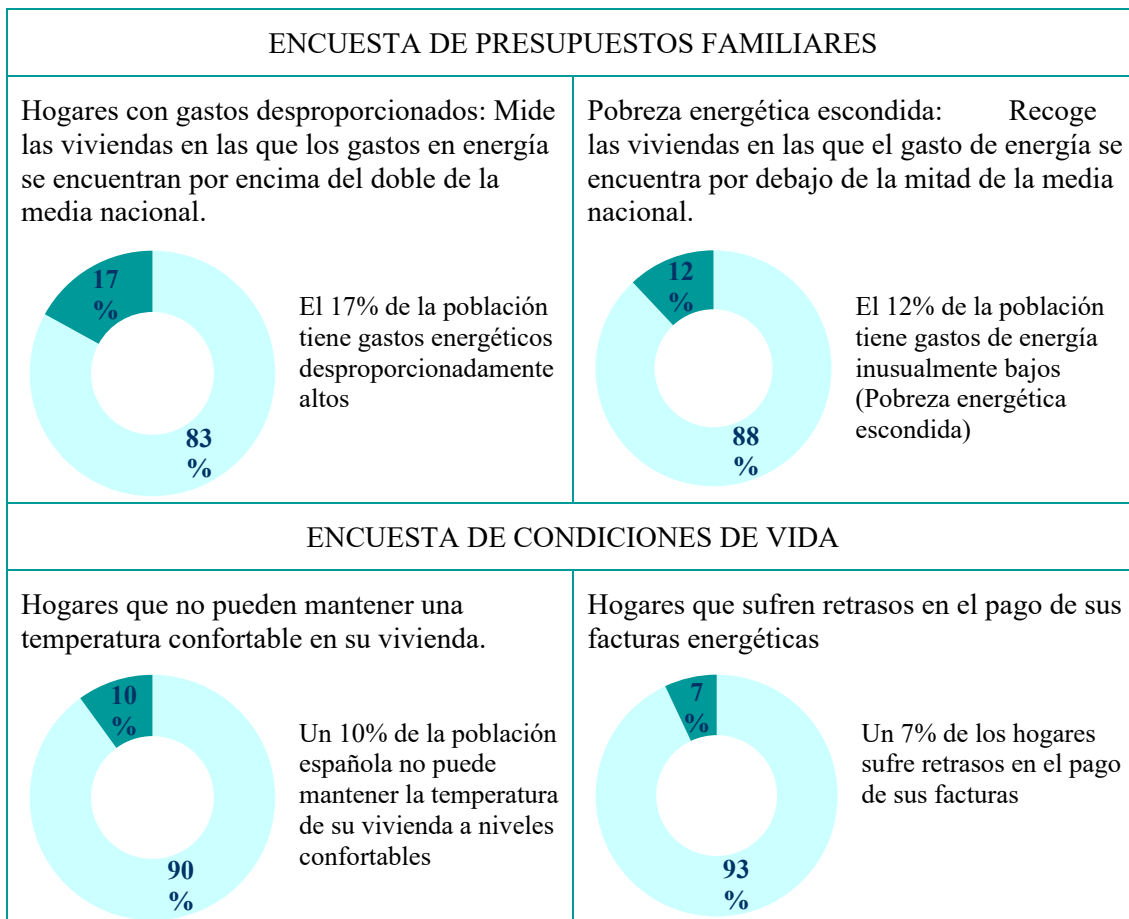 ENCUESTA DE PRESUPUESTOS FAMILIARES
Hogares con gastos desproporcionados: Mide
las viviendas en las que los gastos en energía
se encuentran por encima del doble de la
media nacional.
17
%
83
%
El 17% de la población
tiene gastos energéticos
desproporcionadamente
altos
Pobreza energética escondida: Recoge
las viviendas en las que el gasto de energía se
encuentra por debajo de la mitad de la media
nacional.
12
%
88
%
El 12% de la población
tiene gastos de energía
inusualmente bajos
(Pobreza energética
escondida)
ENCUESTA DE CONDICIONES DE VIDA
Hogares que no pueden mantener una
temperatura confortable en su vivienda.
10
%
90
%
Un 10% de la población
española no puede
mantener la temperatura
de su vivienda a niveles
confortables
Hogares que sufren retrasos en el pago de sus
facturas energéticas
7
%
93
%
Un 7% de los hogares
sufre retrasos en el pago
de sus facturas